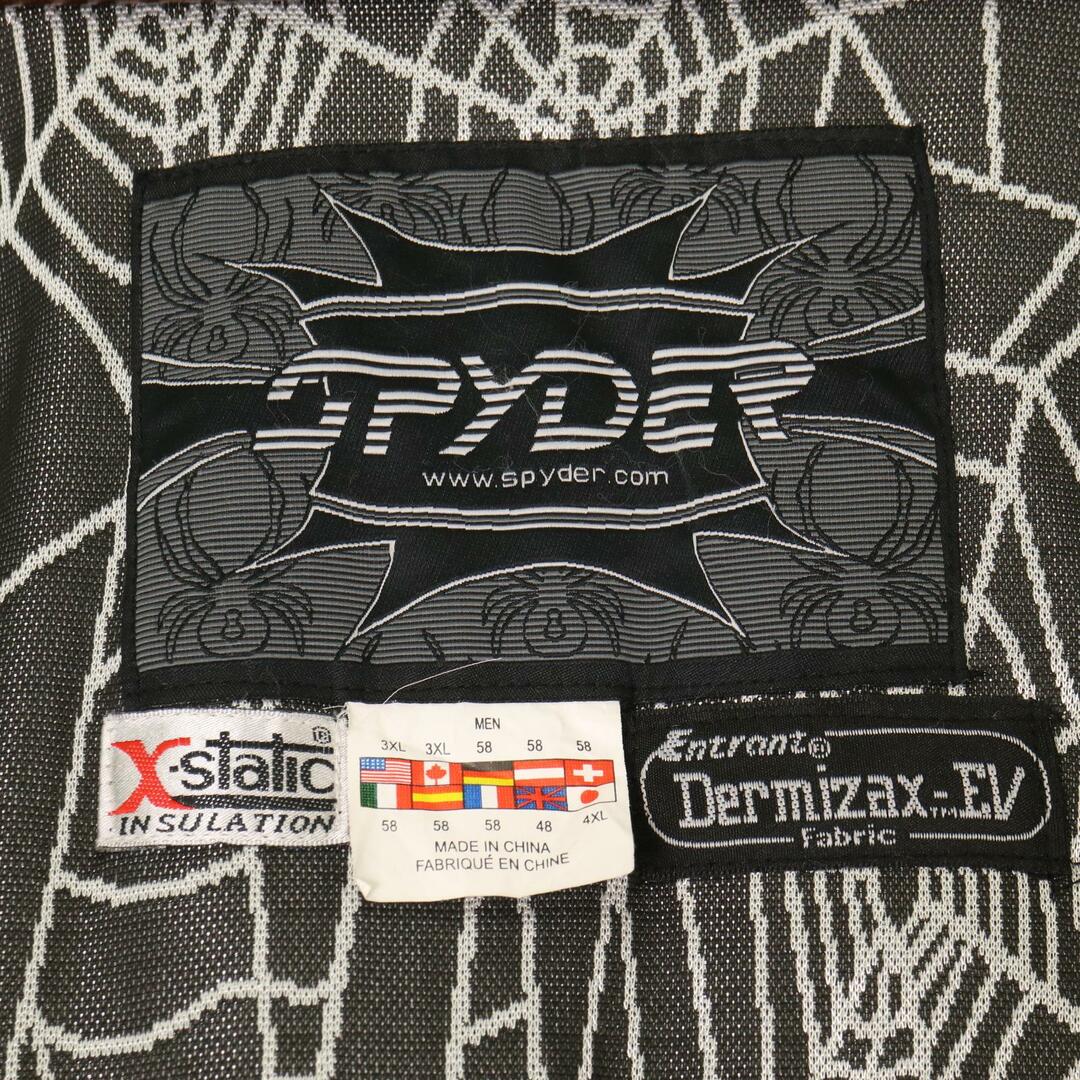 SPYDER
www.spyder.com
X-static®
INSULATION
MEN
3XL 3XL 58 58 58
58 58 58 48 4XL
MADE IN CHINA
FABRIQUÉ EN CHINE
Entrant®
Dermizax™-EV
Fabric